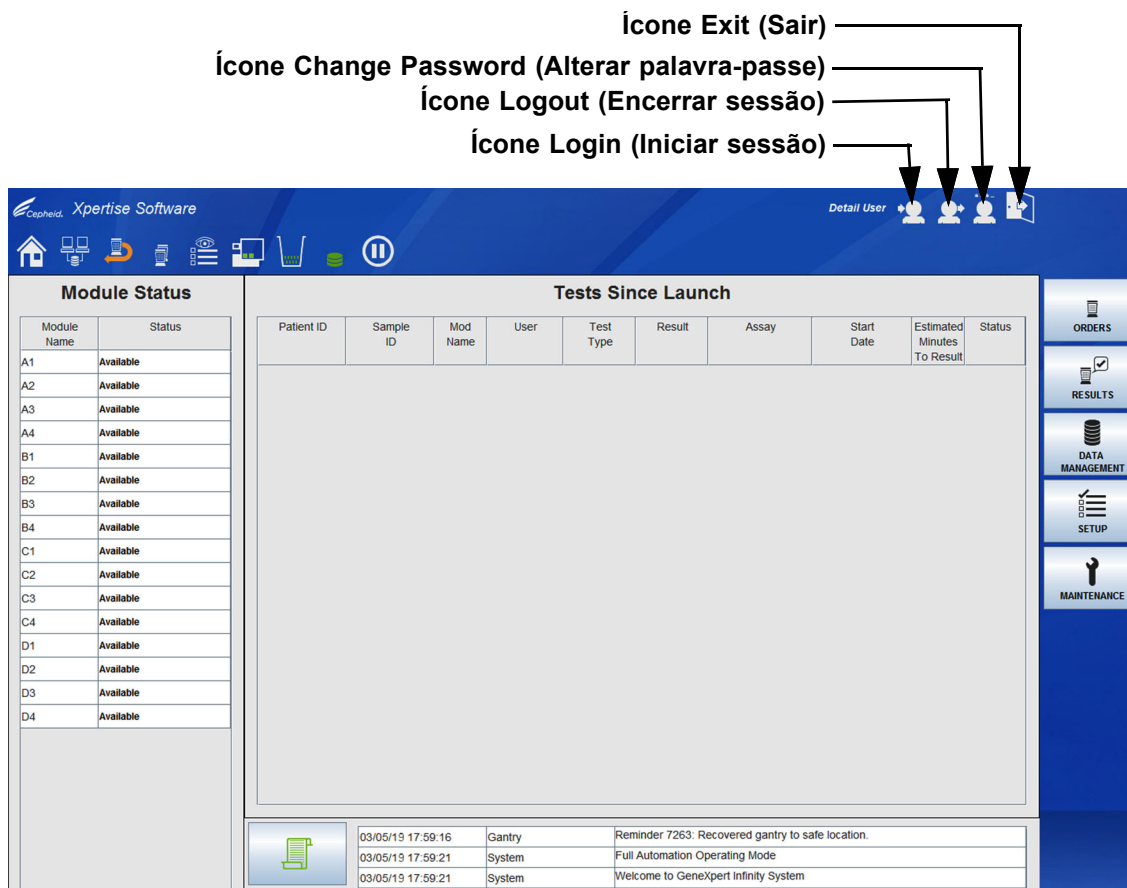 Ícone Exit (Sair)
Ícone Change Password (Alterar palavra-passe)
Ícone Logout (Encerrar sessão)
Ícone Login (Iniciar sessão)
Cepheid. Xpertise Software
Detail User
Module Status
Module Name Status
A1 Available
A2 Available
A3 Available
A4 Available
B1 Available
B2 Available
B3 Available
B4 Available
C1 Available
C2 Available
C3 Available
C4 Available
D1 Available
D2 Available
D3 Available
D4 Available
Tests Since Launch
Patient ID Sample ID Mod Name User Test Type Result Assay Start Date Estimated Minutes To Result Status
03/05/19 17:59:16 Gantry Reminder 7263: Recovered gantry to safe location.
03/05/19 17:59:21 System Full Automation Operating Mode
03/05/19 17:59:21 System Welcome to GeneXpert Infinity System
ORDERS
RESULTS
DATA
MANAGEMENT
SETUP
MAINTENANCE